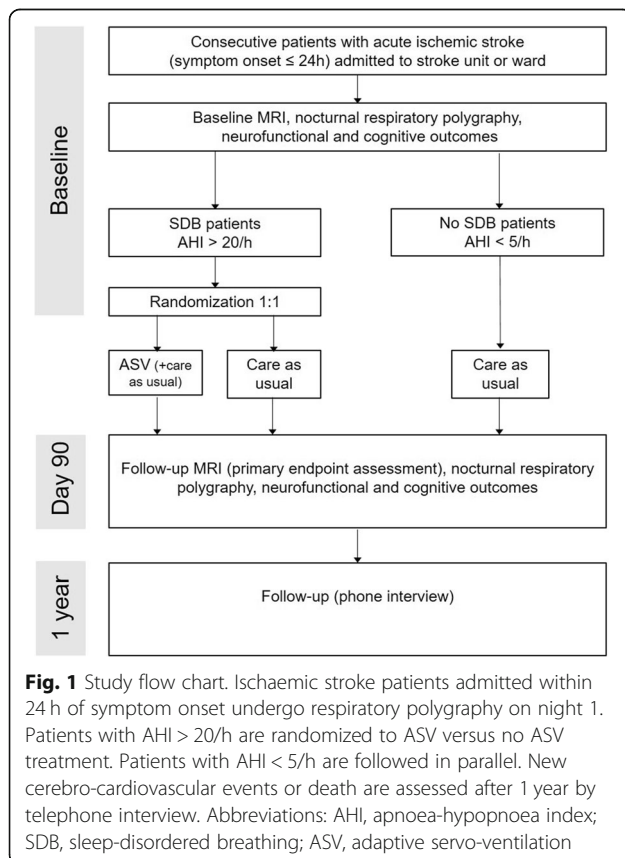 Consecutive patients with acute ischemic stroke
(symptom onset ≤ 24h) admitted to stroke unit or ward
Baseline
Baseline MRI, nocturnal respiratory polygraphy,
neurofunctional and cognitive outcomes
SDB patients
AHI > 20/h
No SDB patients
AHI < 5/h
Randomization 1:1
ASV (+care
as usual)
Care as
usual
Care as
usual
Day 90
Follow-up MRI (primary endpoint assessment), nocturnal respiratory
polygraphy, neurofunctional and cognitive outcomes
1 year
Follow-up (phone interview)
Fig. 1 Study flow chart. Ischaemic stroke patients admitted within
24 h of symptom onset undergo respiratory polygraphy on night 1.
Patients with AHI > 20/h are randomized to ASV versus no ASV
treatment. Patients with AHI < 5/h are followed in parallel. New
cerebro-cardiovascular events or death are assessed after 1 year by
telephone interview. Abbreviations: AHI, apnoea-hypopnoea index;
SDB, sleep-disordered breathing; ASV, adaptive servo-ventilation